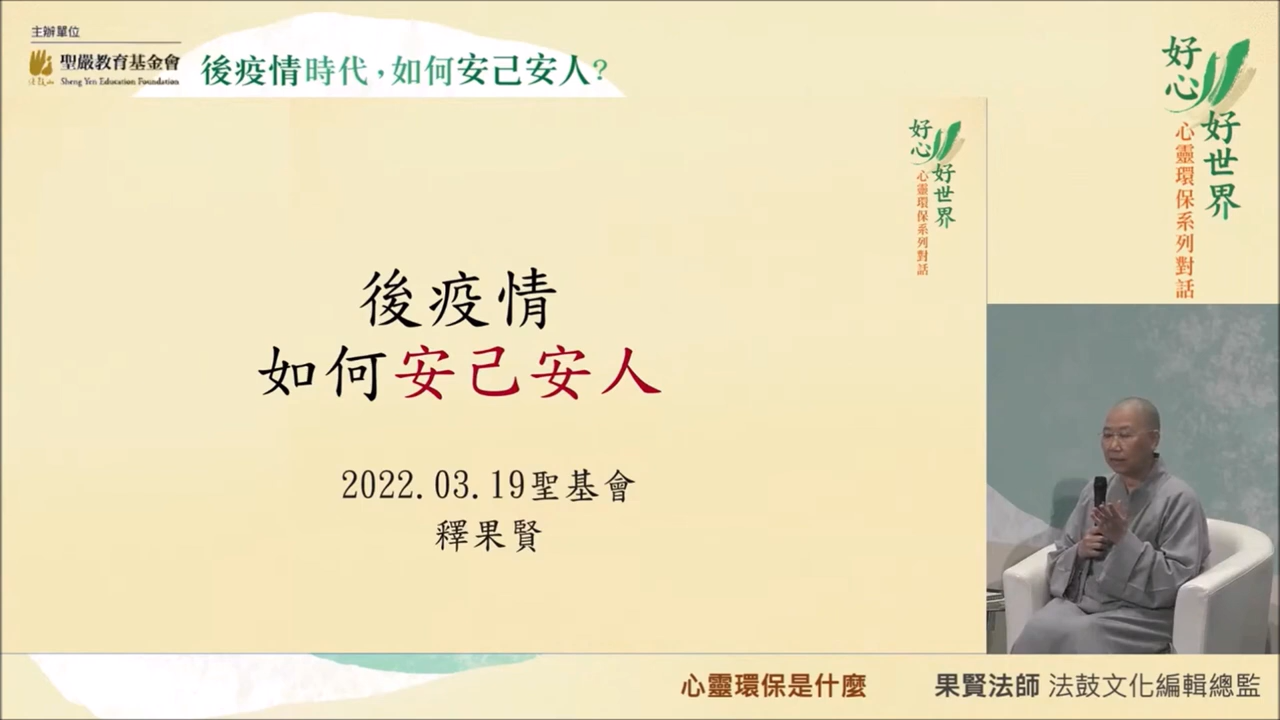 主辦單位
聖嚴教育基金會
Sheng Yen Education Foundation
法鼓山
後疫情時代，如何安己安人？
好心
好世界
心靈環保系列對話
好心
好世界
心靈環保系列對話
後疫情
如何安己安人
2022.03.19聖基會
釋果賢
心靈環保是什麼
果賢法師 法鼓文化編輯總監